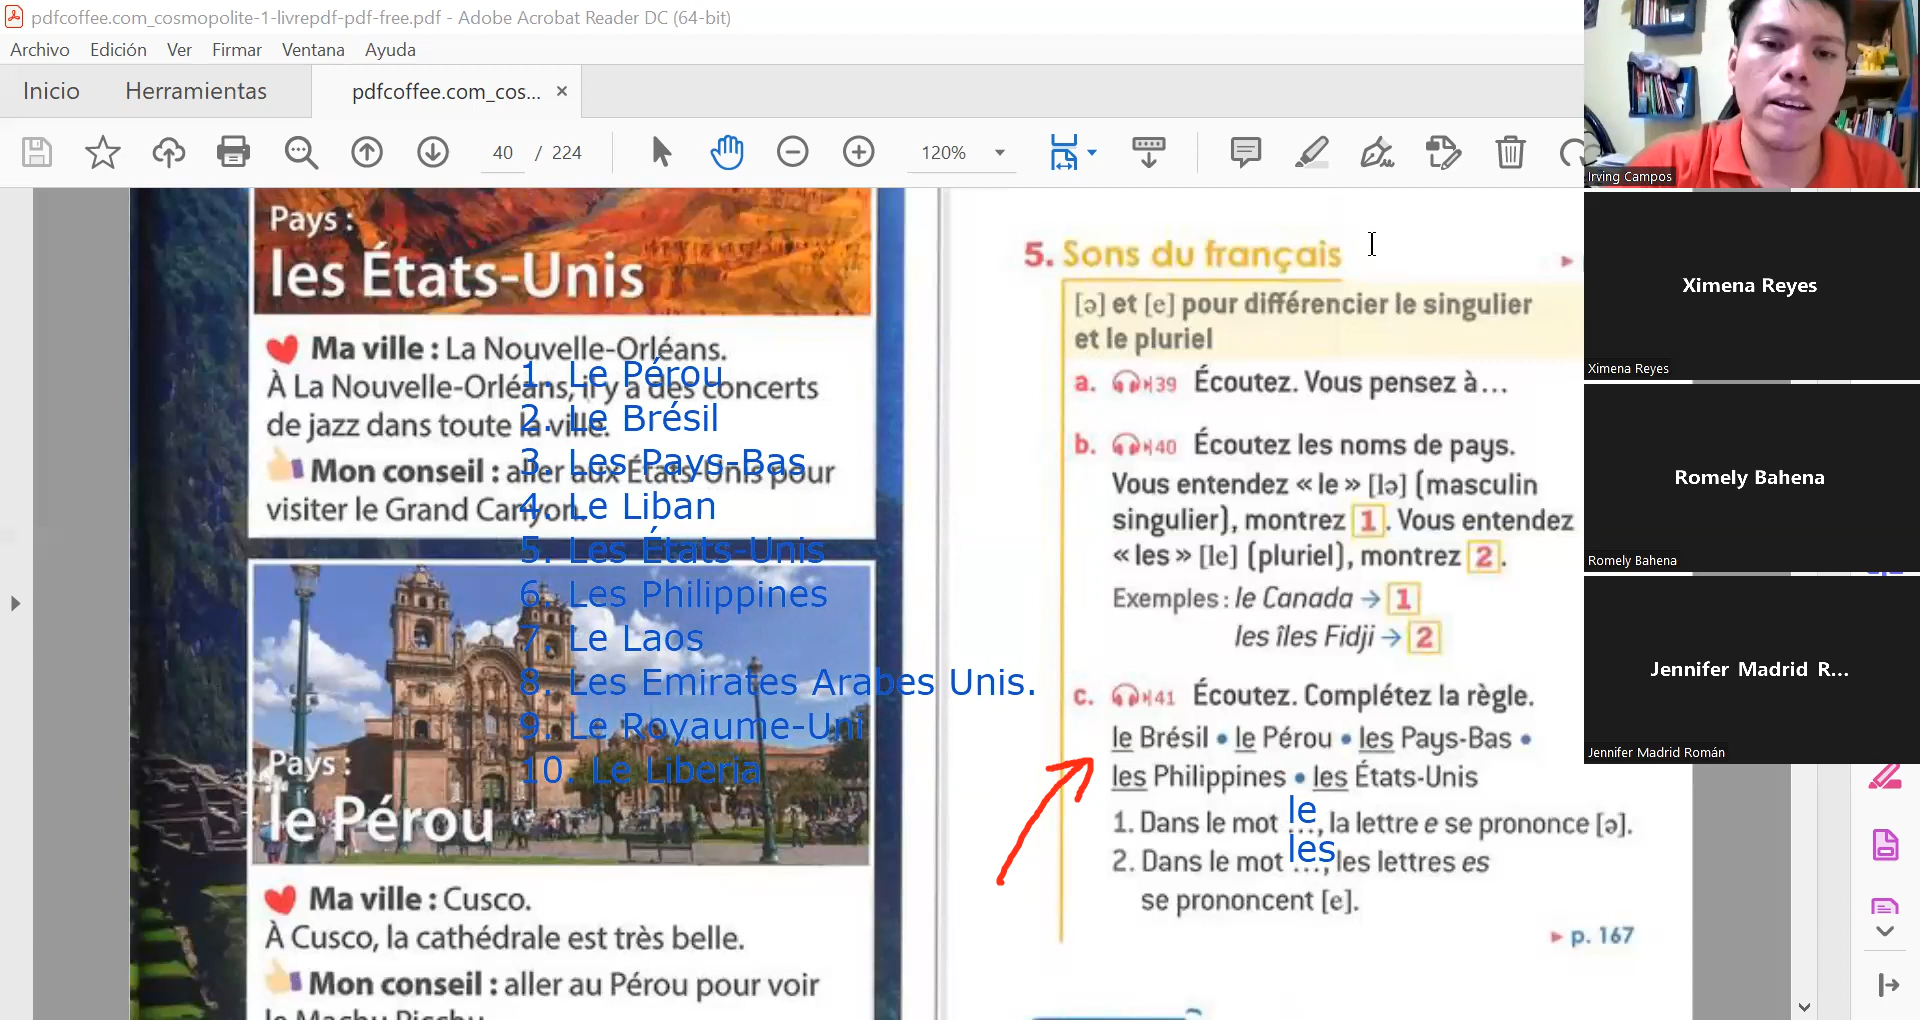 pdfcoffee.com_cosmopolite-1-livrepdf-pdf-free.pdf - Adobe Acrobat Reader DC (64-bit)
Archivo Edición Ver Firmar Ventana Ayuda
Inicio Herramientas pdfcoffee.com_cos... ×
40 / 224 120%
Pays :
les États-Unis
Ma ville : La Nouvelle-Orléans.
À La Nouvelle-Orléans, il y a des concerts
de jazz dans toute la ville.
Mon conseil : aller aux États-Unis pour
visiter le Grand Canyon.
1. Le Pérou
2. Le Brésil
3. Les Pays-Bas
4. Le Liban
5. Les États-Unis
6. Les Philippines
7. Le Laos
8. Les Emirates Arabes Unis.
9. Le Royaume-Uni
10. Le Liberia
Pays :
le Pérou
Ma ville : Cusco.
À Cusco, la cathédrale est très belle.
Mon conseil : aller au Pérou pour voir
le Machu Picchu
5. Sons du français
[ə] et [e] pour différencier le singulier
et le pluriel
a. 39 Écoutez. Vous pensez à...
b. 40 Écoutez les noms de pays.
Vous entendez « le » [lə] (masculin
singulier), montrez 1. Vous entendez
« les » [le] (pluriel), montrez 2.
Exemples : le Canada → 1
les îles Fidji → 2
c. 41 Écoutez. Complétez la règle.
le Brésil • le Pérou • les Pays-Bas •
les Philippines • les États-Unis
le
1. Dans le mot ..., la lettre e se prononce [ə].
les
2. Dans le mot ..., les lettres es
se prononcent [e].
p. 167
Irving Campos
Ximena Reyes
Ximena Reyes
Romely Bahena
Romely Bahena
Jennifer Madrid R...
Jennifer Madrid Román